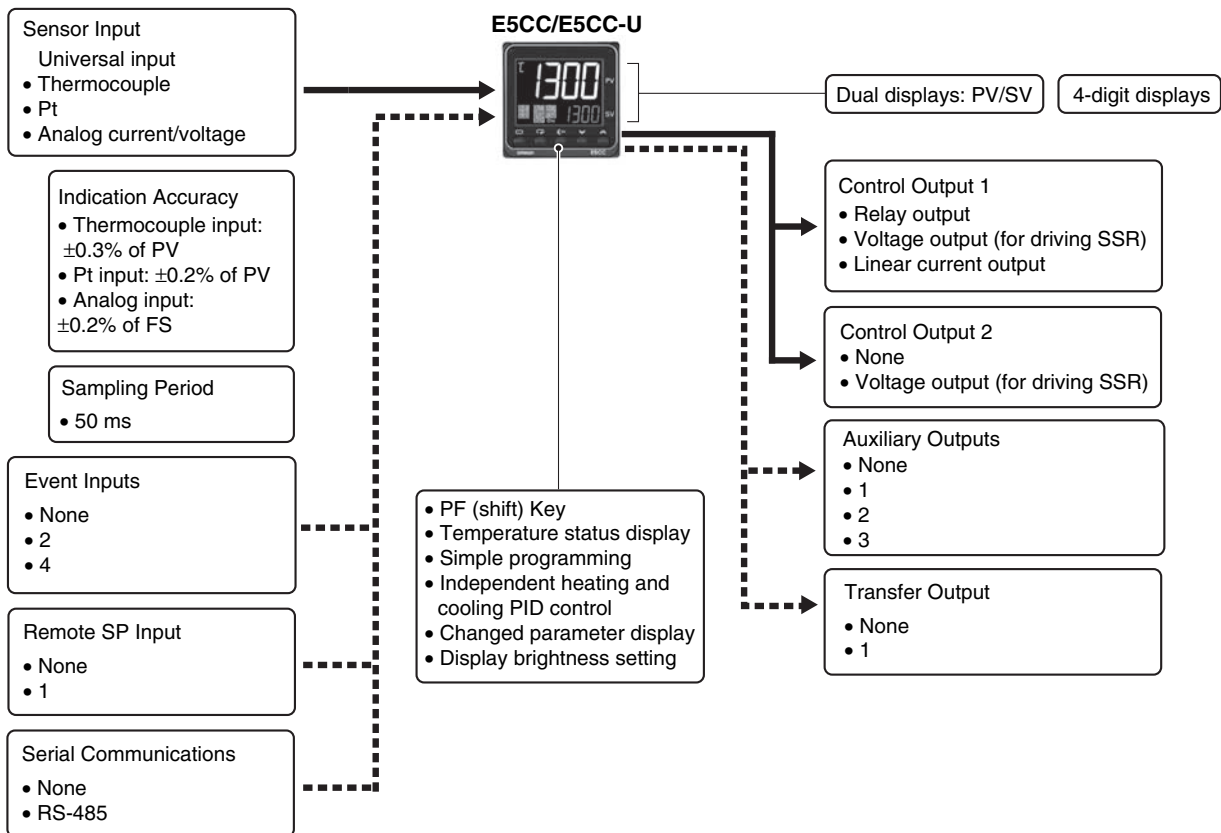 E5CC/E5CC-U
Sensor Input
Universal input
• Thermocouple
• Pt
• Analog current/voltage
Indication Accuracy
• Thermocouple input:
±0.3% of PV
• Pt input: ±0.2% of PV
• Analog input:
±0.2% of FS
Sampling Period
• 50 ms
Event Inputs
• None
• 2
• 4
Remote SP Input
• None
• 1
Serial Communications
• None
• RS-485
1300
PV
1300
SV
E5CC
• PF (shift) Key
• Temperature status display
• Simple programming
• Independent heating and
cooling PID control
• Changed parameter display
• Display brightness setting
Dual displays: PV/SV
4-digit displays
Control Output 1
• Relay output
• Voltage output (for driving SSR)
• Linear current output
Control Output 2
• None
• Voltage output (for driving SSR)
Auxiliary Outputs
• None
• 1
• 2
• 3
Transfer Output
• None
• 1